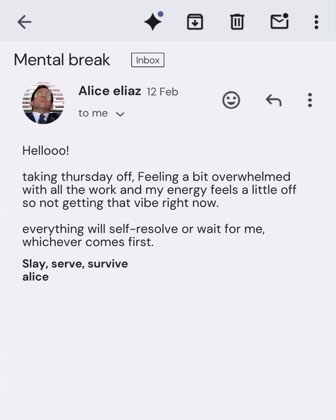 Mental break
Inbox
Alice eliaz 12 Feb
to me
Hellooo!
taking thursday off, Feeling a bit overwhelmed
with all the work and my energy feels a little off
so not getting that vibe right now.
everything will self-resolve or wait for me,
whichever comes first.
Slay, serve, survive
alice